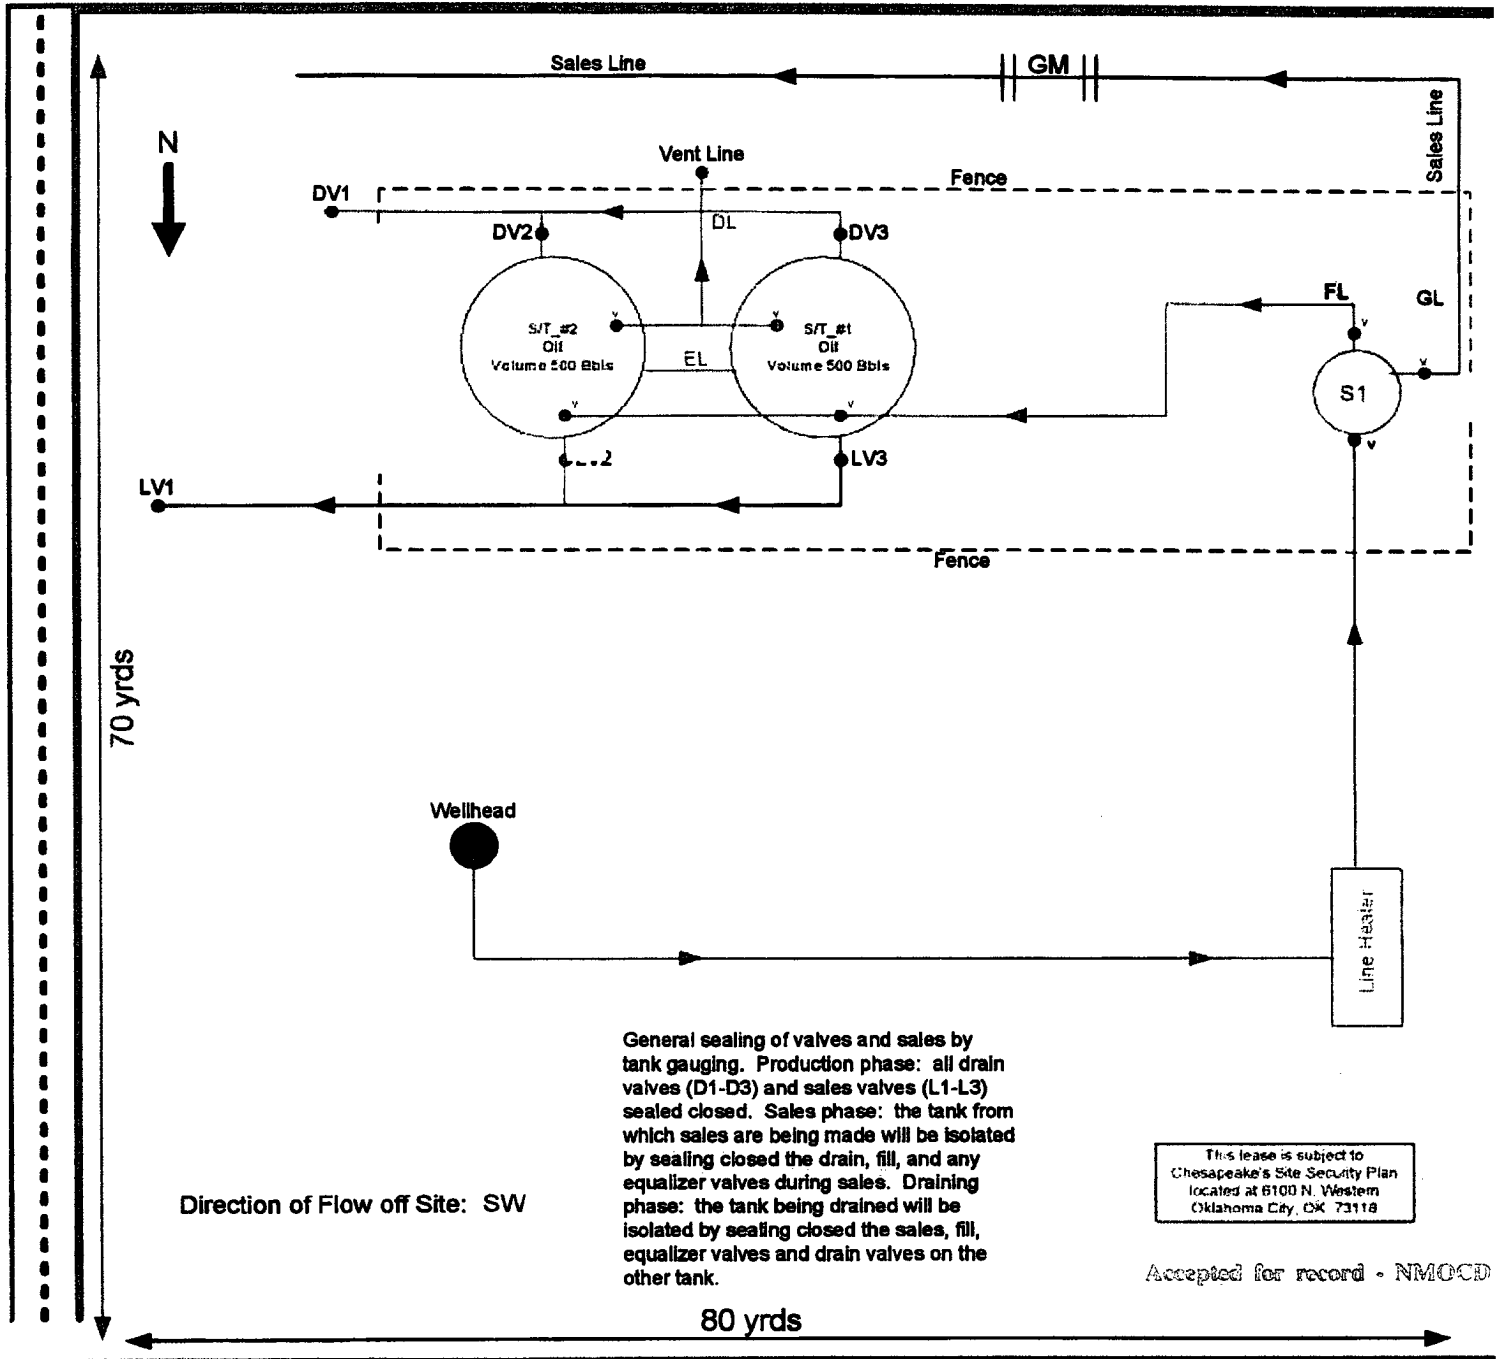 Sales Line
GM
Sales Line
N
Vent Line
Fence
DV1
DL
DV2
DV3
FL
GL
v
v
v
v
S/T_#2
Oil
Volume 500 Bbls
S/T_#1
Oil
Volume 500 Bbls
EL
S1
v
v
v
LV3
LV1
Fence
70 yrds
Wellhead
Line Heater
General sealing of valves and sales by
tank gauging. Production phase: all drain
valves (D1-D3) and sales valves (L1-L3)
sealed closed. Sales phase: the tank from
which sales are being made will be isolated
by sealing closed the drain, fill, and any
equalizer valves during sales. Draining
phase: the tank being drained will be
isolated by sealing closed the sales, fill,
equalizer valves and drain valves on the
other tank.
This lease is subject to
Chesapeake's Site Security Plan
located at 6100 N. Western
Oklahoma City, OK 73118
Direction of Flow off Site: SW
Accepted for record - NMOCD
80 yrds